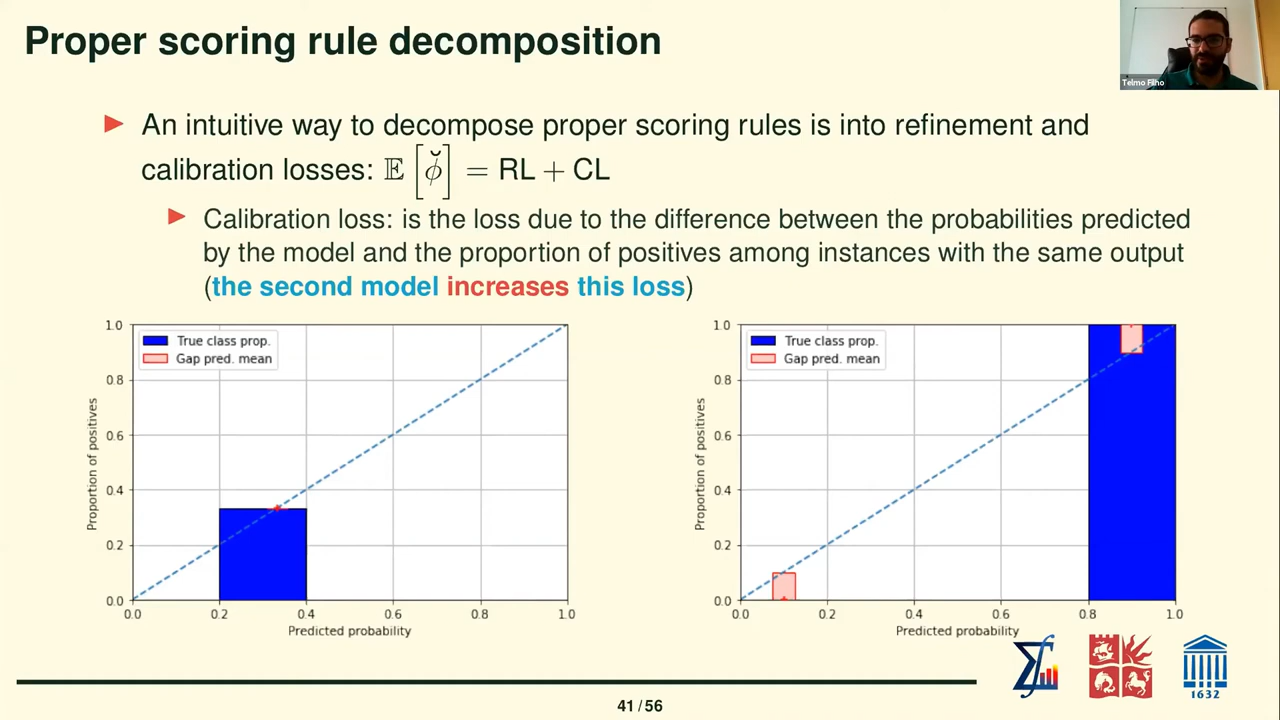 Proper scoring rule decomposition
Telmo Filho
An intuitive way to decompose proper scoring rules is into refinement and
calibration losses: 𝔼[ϕ̆] = RL + CL
Calibration loss: is the loss due to the difference between the probabilities predicted
by the model and the proportion of positives among instances with the same output
(the second model increases this loss)
True class prop.
Gap pred. mean
Proportion of positives
1.0
0.8
0.6
0.4
0.2
0.0
0.0 0.2 0.4 0.6 0.8 1.0
Predicted probability
True class prop.
Gap pred. mean
Proportion of positives
1.0
0.8
0.6
0.4
0.2
0.0
0.0 0.2 0.4 0.6 0.8 1.0
Predicted probability
1632
41 / 56